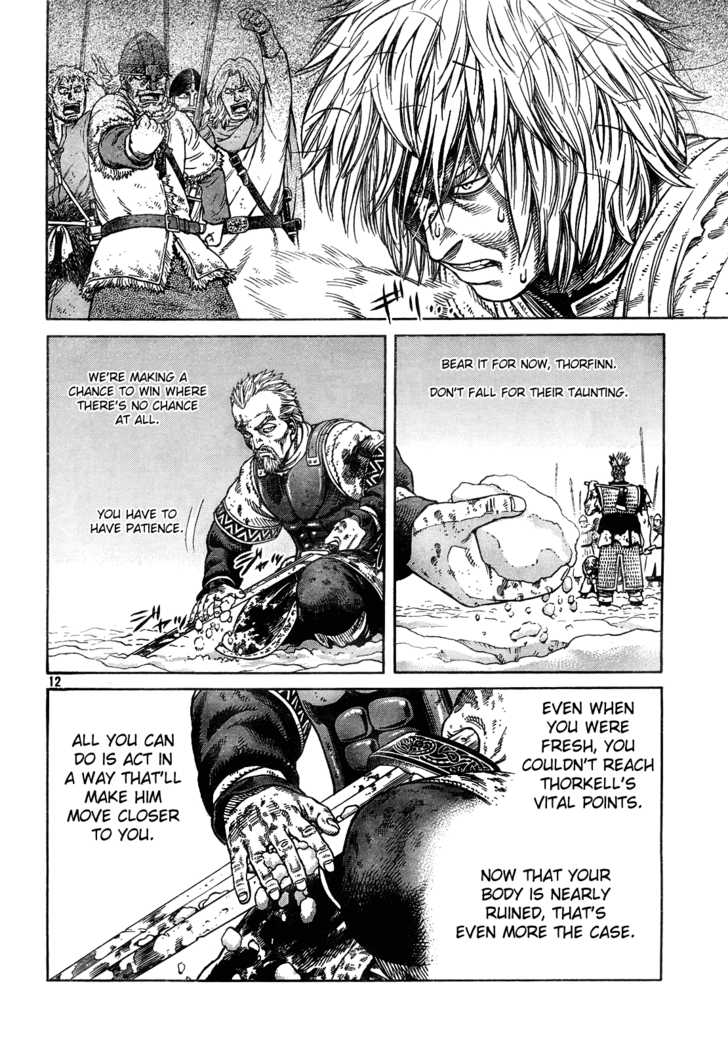 BEAR IT FOR NOW, THORFINN.
DON'T FALL FOR THEIR TAUNTING.
WE'RE MAKING A
CHANCE TO WIN WHERE
THERE'S NO CHANCE
AT ALL.
YOU HAVE TO
HAVE PATIENCE.
12
EVEN WHEN
YOU WERE
FRESH, YOU
COULDN'T REACH
THORKELL'S
VITAL POINTS.
NOW THAT YOUR
BODY IS NEARLY
RUINED, THAT'S
EVEN MORE THE CASE.
ALL YOU CAN
DO IS ACT IN
A WAY THAT'LL
MAKE HIM
MOVE CLOSER
TO YOU.